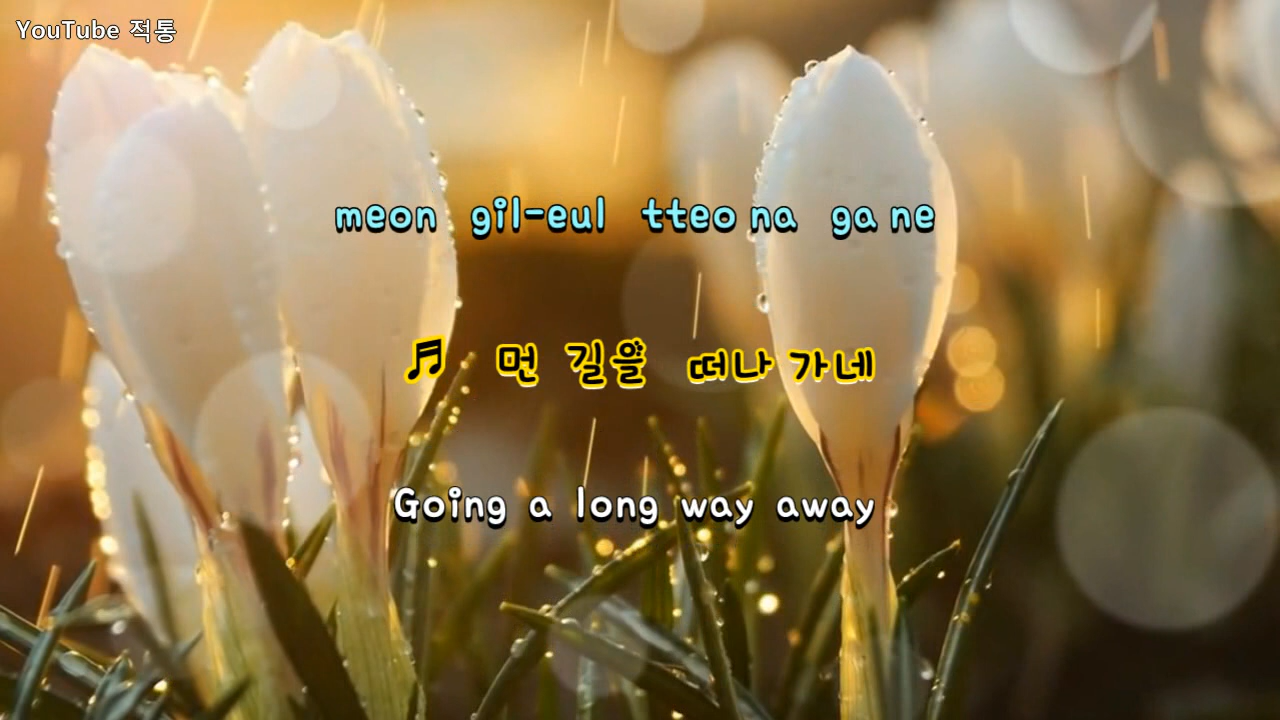 YouTube 적통
meon gil-eul tteo na ga ne
♬ 먼 길을 떠나 가네
Going a long way away